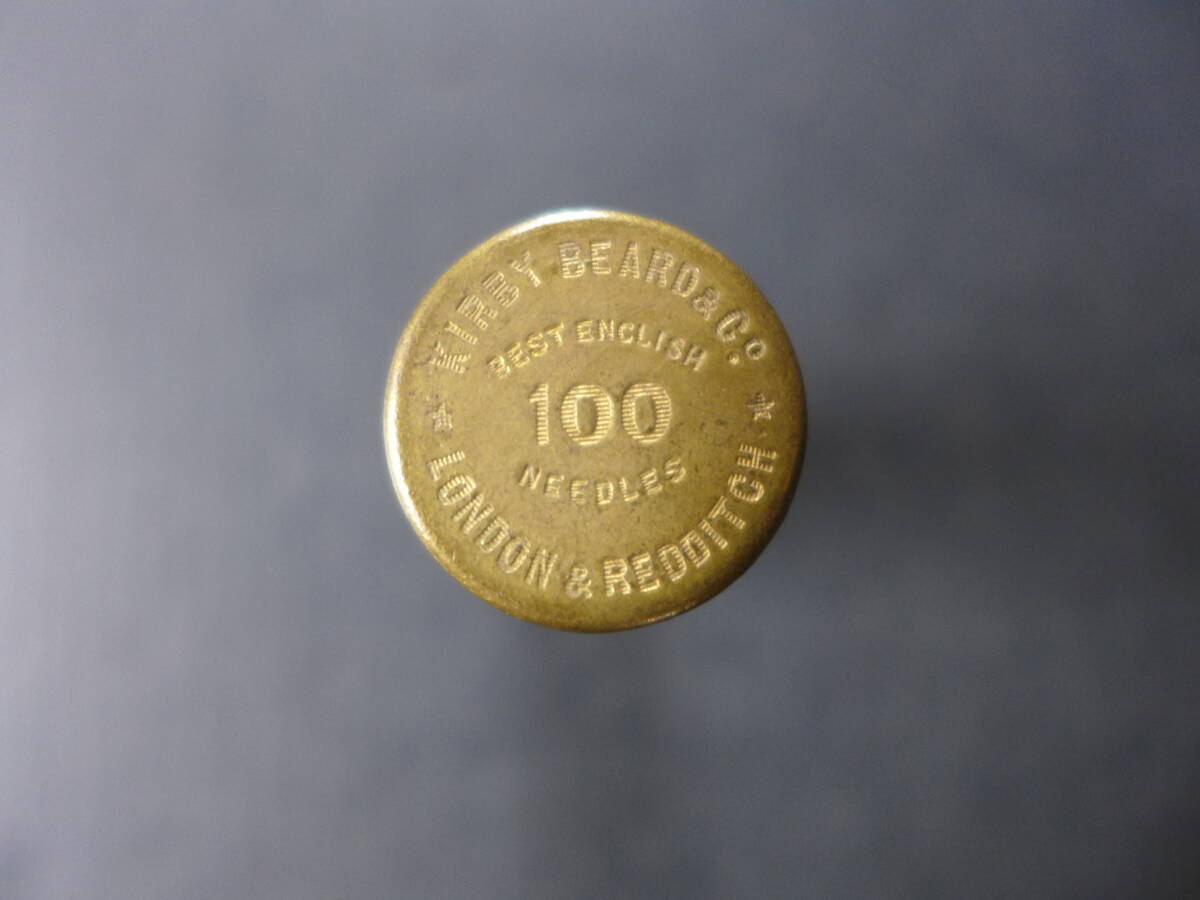 KIRBY BEARD & Co
BEST ENGLISH
100
NEEDLES
LONDON & REDDITCH